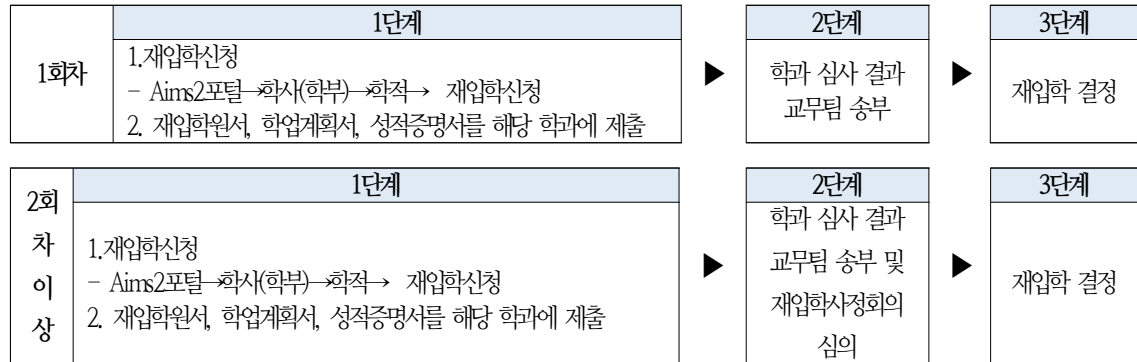 1회차
1단계
1.재입학신청
- Aims2포털→학사(학부)→학적→ 재입학신청
2. 재입학원서, 학업계획서, 성적증명서를 해당 학과에 제출
▶
2단계
학과 심사 결과
교무팀 송부
▶
3단계
재입학 결정
2회
차
이
상
1단계
1.재입학신청
- Aims2포털→학사(학부)→학적→ 재입학신청
2. 재입학원서, 학업계획서, 성적증명서를 해당 학과에 제출
▶
2단계
학과 심사 결과
교무팀 송부 및
재입학사정회의
심의
▶
3단계
재입학 결정